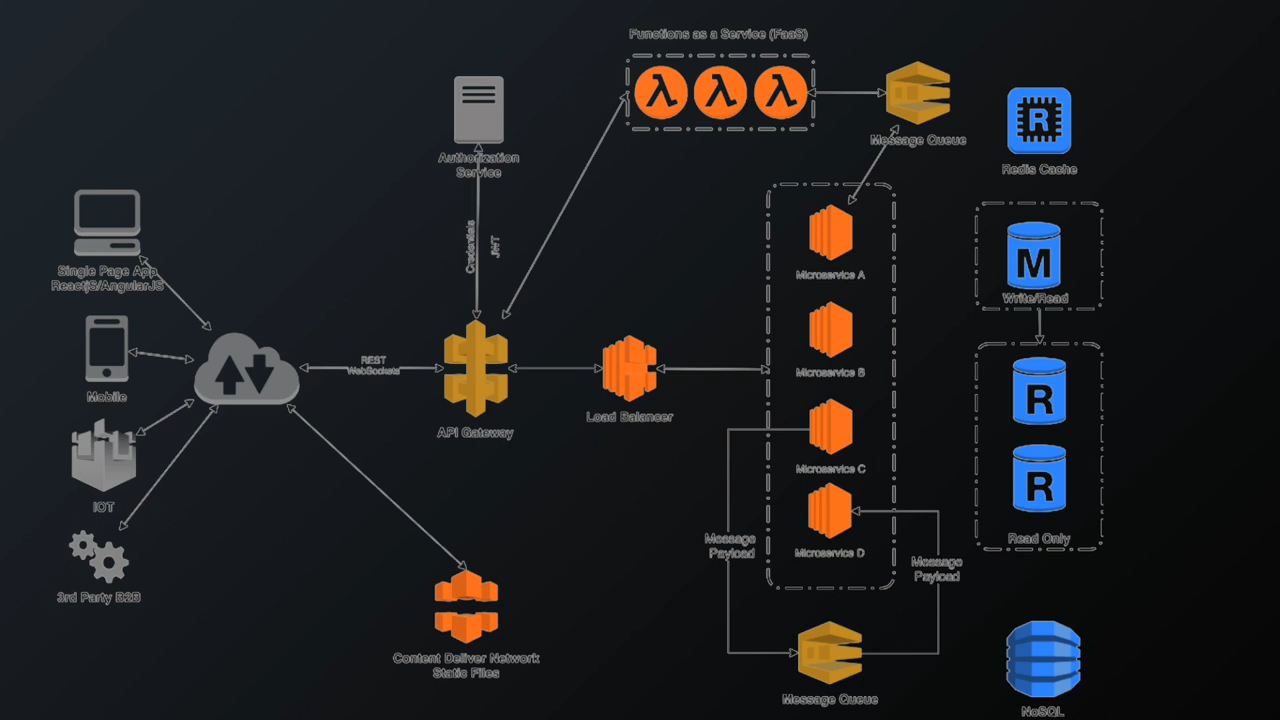 Functions as a Service (FaaS)
Message Queue
Redis Cache
R
Authorization
Service
Credentials
JWT
Single Page App
ReactjS/AngularJS
Mobile
IOT
3rd Party B2B
REST
WebSockets
API Gateway
Load Balancer
Content Deliver Network
Static Files
Microservice A
Microservice B
Microservice C
Microservice D
Message
Payload
Message
Payload
Message Queue
M
Write/Read
R
R
Read Only
NoSQL